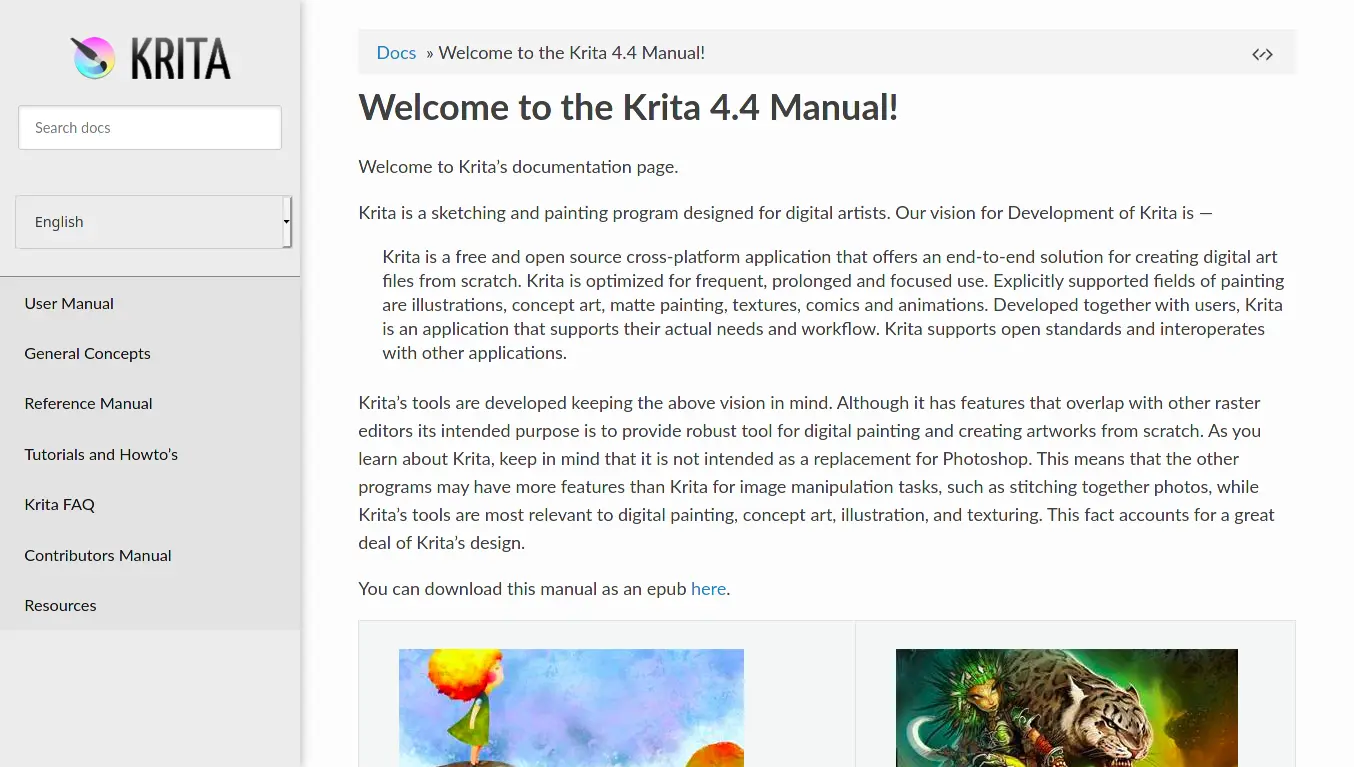 KRITA
Search docs
English
User Manual
General Concepts
Reference Manual
Tutorials and Howto’s
Krita FAQ
Contributors Manual
Resources
Docs » Welcome to the Krita 4.4 Manual!
Welcome to the Krita 4.4 Manual!
Welcome to Krita’s documentation page.
Krita is a sketching and painting program designed for digital artists. Our vision for Development of Krita is —
Krita is a free and open source cross-platform application that offers an end-to-end solution for creating digital art
files from scratch. Krita is optimized for frequent, prolonged and focused use. Explicitly supported fields of painting
are illustrations, concept art, matte painting, textures, comics and animations. Developed together with users, Krita
is an application that supports their actual needs and workflow. Krita supports open standards and interoperates
with other applications.
Krita’s tools are developed keeping the above vision in mind. Although it has features that overlap with other raster
editors its intended purpose is to provide robust tool for digital painting and creating artworks from scratch. As you
learn about Krita, keep in mind that it is not intended as a replacement for Photoshop. This means that the other
programs may have more features than Krita for image manipulation tasks, such as stitching together photos, while
Krita’s tools are most relevant to digital painting, concept art, illustration, and texturing. This fact accounts for a great
deal of Krita’s design.
You can download this manual as an epub here.